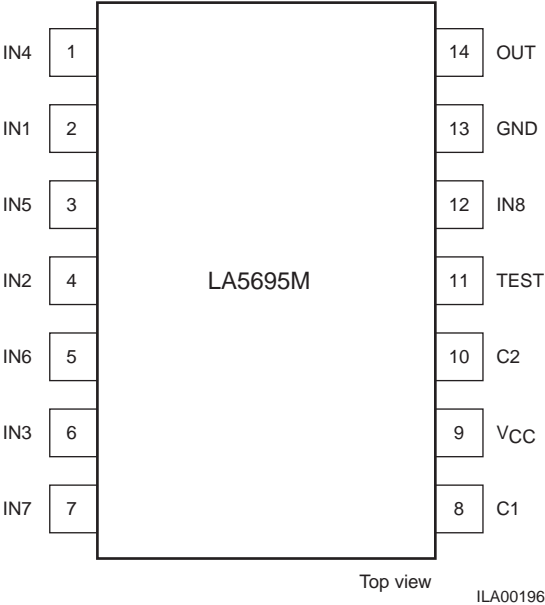 IN4 1 14 OUT
IN1 2 13 GND
IN5 3 12 IN8
IN2 4 LA5695M 11 TEST
IN6 5 10 C2
IN3 6 9 VCC
IN7 7 8 C1
Top view
ILA00196